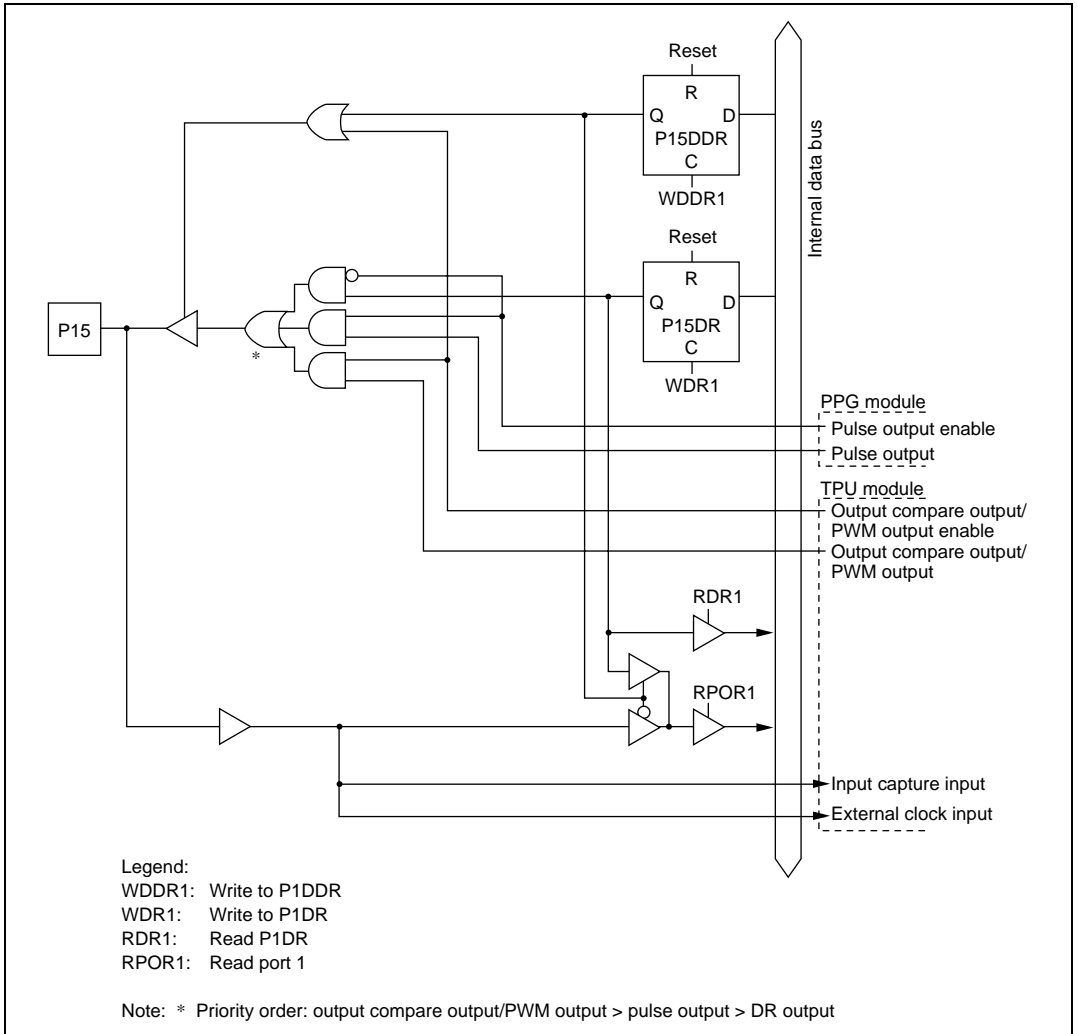 Reset
R
Q D
P15DDR
C
WDDR1
Internal data bus
Reset
R
Q D
P15DR
C
WDR1
P15
*
PPG module
Pulse output enable
Pulse output
TPU module
Output compare output/
PWM output enable
Output compare output/
PWM output
RDR1
RPOR1
Input capture input
External clock input
Legend:
WDDR1: Write to P1DDR
WDR1: Write to P1DR
RDR1: Read P1DR
RPOR1: Read port 1
Note: * Priority order: output compare output/PWM output > pulse output > DR output